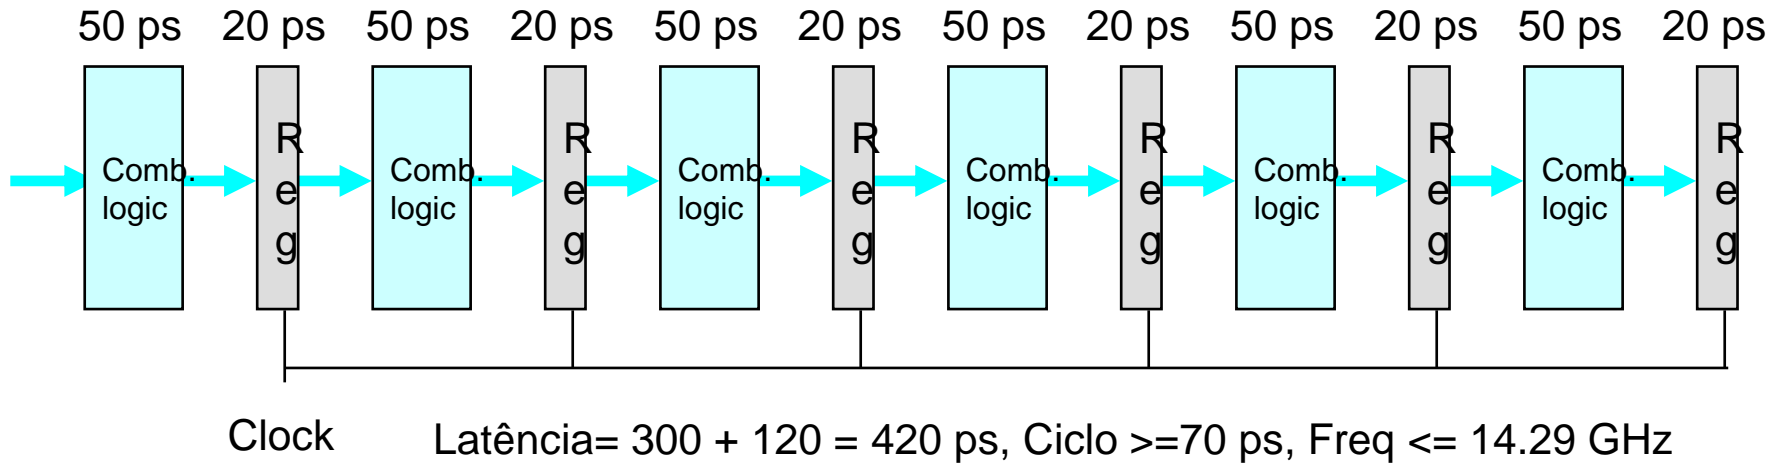 50 ps 20 ps 50 ps 20 ps 50 ps 20 ps 50 ps 20 ps 50 ps 20 ps 50 ps 20 ps
Comb.
logic
R
e
g
Comb.
logic
R
e
g
Comb.
logic
R
e
g
Comb.
logic
R
e
g
Comb.
logic
R
e
g
Comb.
logic
R
e
g
Clock
Latência= 300 + 120 = 420 ps, Ciclo >=70 ps, Freq <= 14.29 GHz